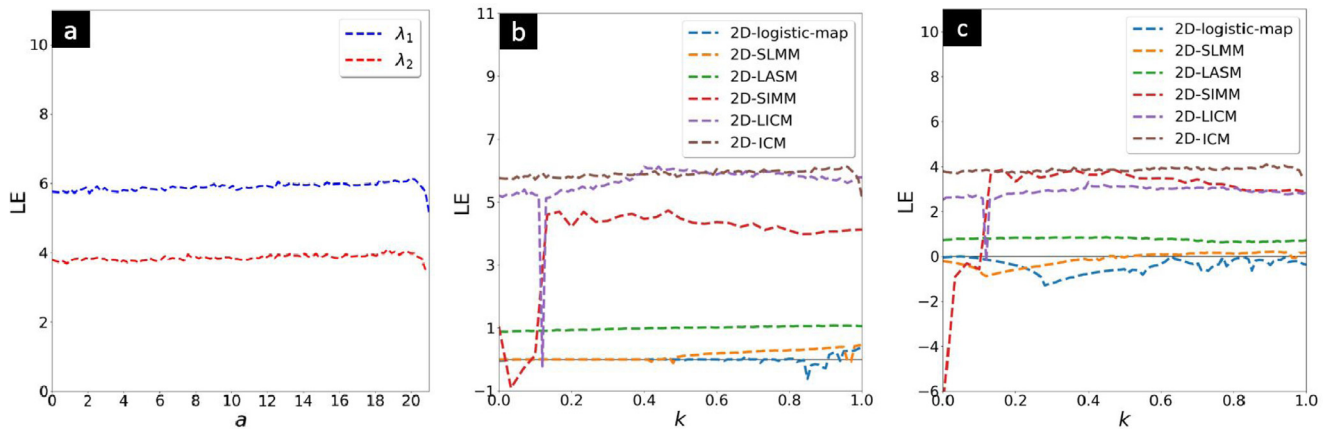 a
λ1
λ2
LE
10
8
6
4
2
0
0 2 4 6 8 10 12 14 16 18 20
a
b
2D-logistic-map
2D-SLMM
2D-LASM
2D-SIMM
2D-LICM
2D-ICM
LE
11
9
7
5
3
1
0
−1
0.0 0.2 0.4 0.6 0.8 1.0
k
c
2D-logistic-map
2D-SLMM
2D-LASM
2D-SIMM
2D-LICM
2D-ICM
LE
10
8
6
4
2
0
−2
−4
−6
0.0 0.2 0.4 0.6 0.8 1.0
k